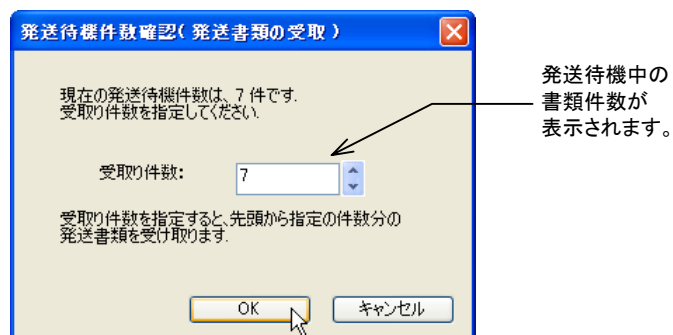 発送待機件数確認(発送書類の受取)
現在の発送待機件数は、7 件です.
受取り件数を指定してください.
受取り件数:
7
受取り件数を指定すると、先頭から指定の件数分の
発送書類を受け取ります.
OK
キャンセル
発送待機中の
書類件数が
表示されます。